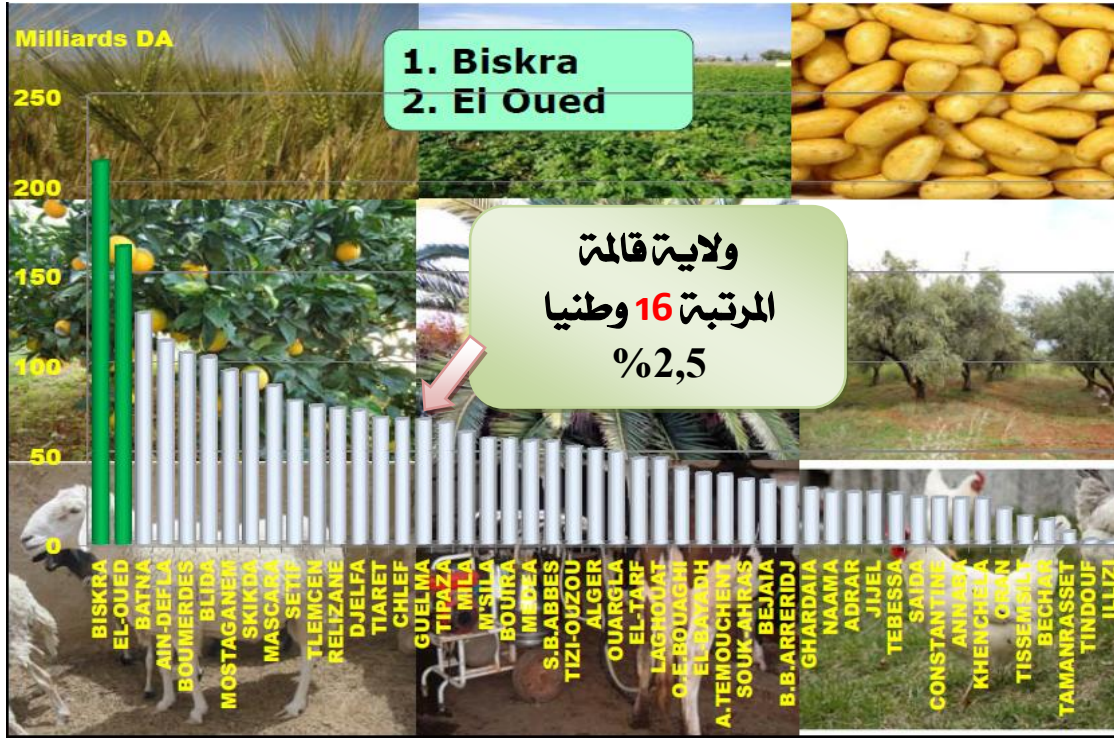 Milliards DA
1. Biskra
2. El Oued
250
200
150
100
50
0
ولاية قالمة
المرتبة 16 وطنيا
%2,5
BISKRA
EL-OUED
BATNA
AIN-DEFLA
BOUMERDES
BLIDA
MOSTAGANEM
SKIKDA
MASCARA
SETIF
TLEMCEN
RELIZANE
DJELFA
TIARET
CHLEF
GUELMA
TIPAZA
MILA
M'SILA
BOUIRA
MEDEA
S.B.ABBES
TIZI-OUZOU
ALGER
OUARGLA
EL-TARF
LAGHOUAT
O.E.BOUAGHI
EL-BAYADH
A.TEMOUCHENT
SOUK-AHRAS
BEJAIA
B.B.ARRERIDJ
GHARDAIA
NAAMA
ADRAR
JIJEL
TEBESSA
SAIDA
CONSTANTINE
ANNABA
KHENCHELA
ORAN
TISSEMSILT
BECHAR
TAMANRASSET
TINDOUF
ILLIZI